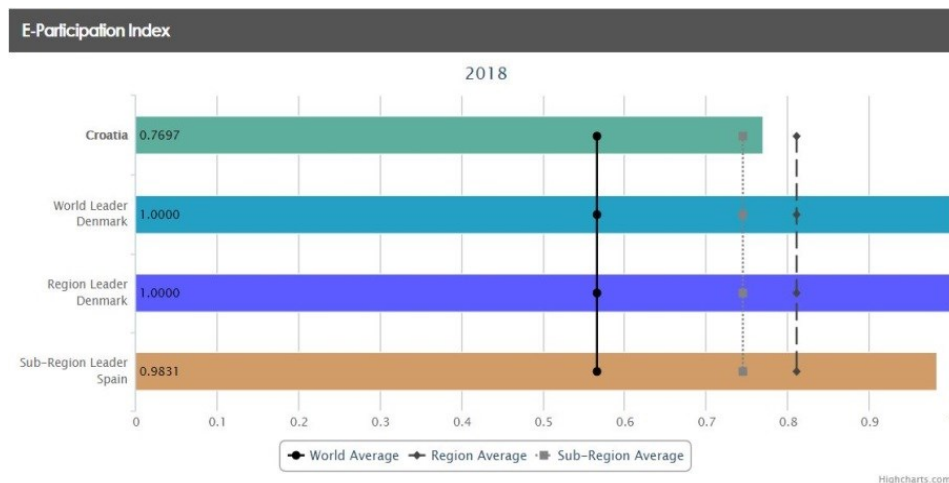 E-Participation Index
2018
Croatia
0.7697
World Leader
Denmark
1.0000
Region Leader
Denmark
1.0000
Sub-Region Leader
Spain
0.9831
0 0.1 0.2 0.3 0.4 0.5 0.6 0.7 0.8 0.9
World Average Region Average Sub-Region Average
Highcharts.com